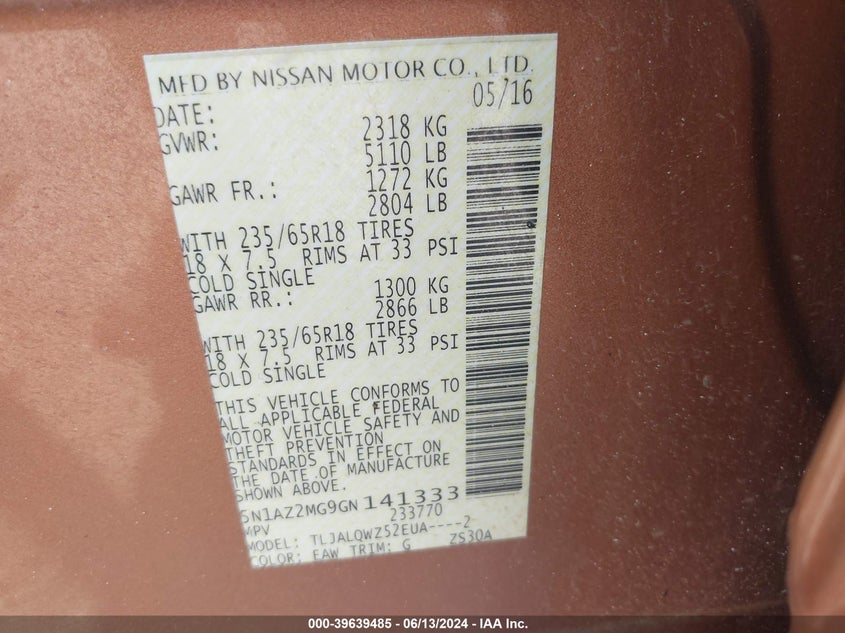 MFD BY NISSAN MOTOR CO., LTD.
DATE: 05/16
GVWR: 2318 KG
5110 LB
GAWR FR.: 1272 KG
2804 LB
WITH 235/65R18 TIRES
18 X 7.5 RIMS AT 33 PSI
COLD SINGLE
GAWR RR.: 1300 KG
2866 LB
WITH 235/65R18 TIRES
18 X 7.5 RIMS AT 33 PSI
COLD SINGLE
THIS VEHICLE CONFORMS TO
ALL APPLICABLE FEDERAL
MOTOR VEHICLE SAFETY AND
THEFT PREVENTION
STANDARDS IN EFFECT ON
THE DATE OF MANUFACTURE
SHOWN ABOVE.
5N1AZ2MG9GN141333
MPV 233770
MODEL: TLJALQWZ52EUA----2
COLOR: EAW TRIM: G ZS30A
000-39639485 - 06/13/2024 - IAA Inc.